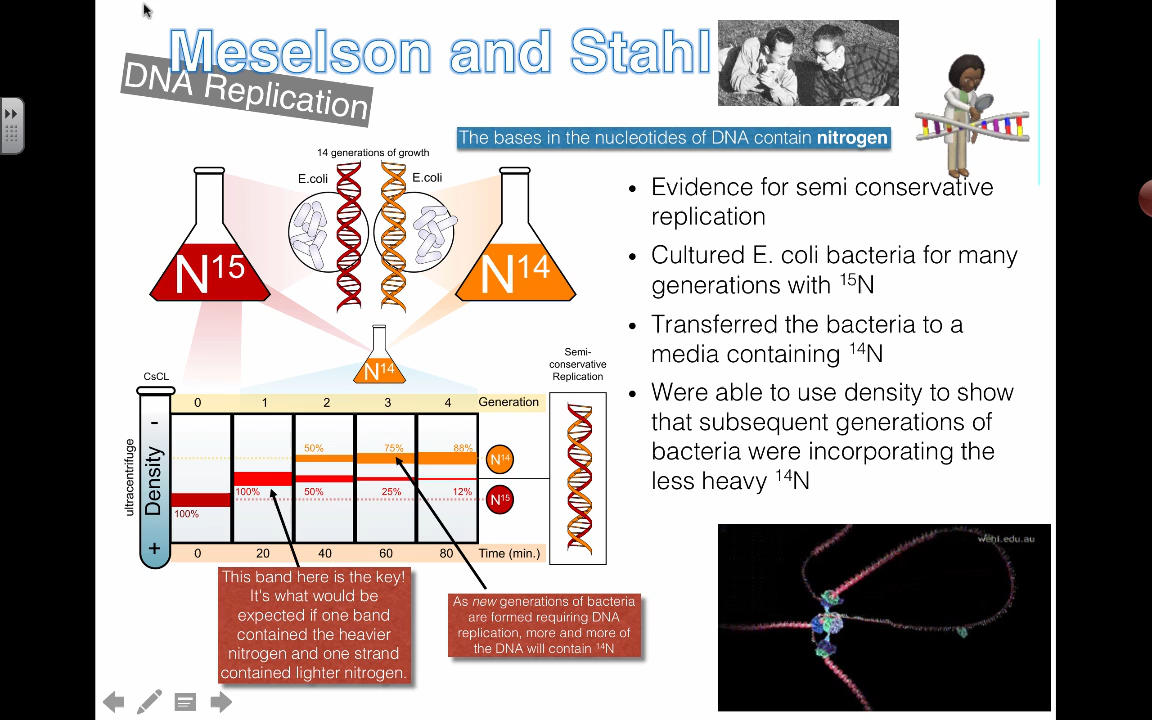 Meselson and Stahl
DNA Replication
The bases in the nucleotides of DNA contain nitrogen
14 generations of growth
E.coli
E.coli
N15
N14
N14
• Evidence for semi conservative
replication
• Cultured E. coli bacteria for many
generations with 15N
• Transferred the bacteria to a
media containing 14N
• Were able to use density to show
that subsequent generations of
bacteria were incorporating the
less heavy 14N
Semi-
conservative
Replication
CsCL
0 1 2 3 4 Generation
ultracentrifuge
- Density +
50% 75% 88%
N14
100% 50% 25% 12%
N15
100%
0 20 40 60 80 Time (min.)
This band here is the key!
It's what would be
expected if one band
contained the heavier
nitrogen and one strand
contained lighter nitrogen.
As new generations of bacteria
are formed requiring DNA
replication, more and more of
the DNA will contain 14N
wehi.edu.au